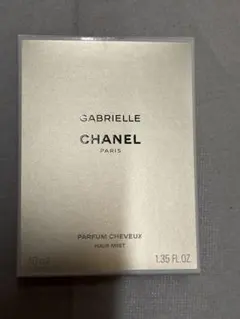 GABRIELLE
CHANEL
PARIS
PARFUM CHEVEUX
HAIR MIST
1.35 FL. OZ